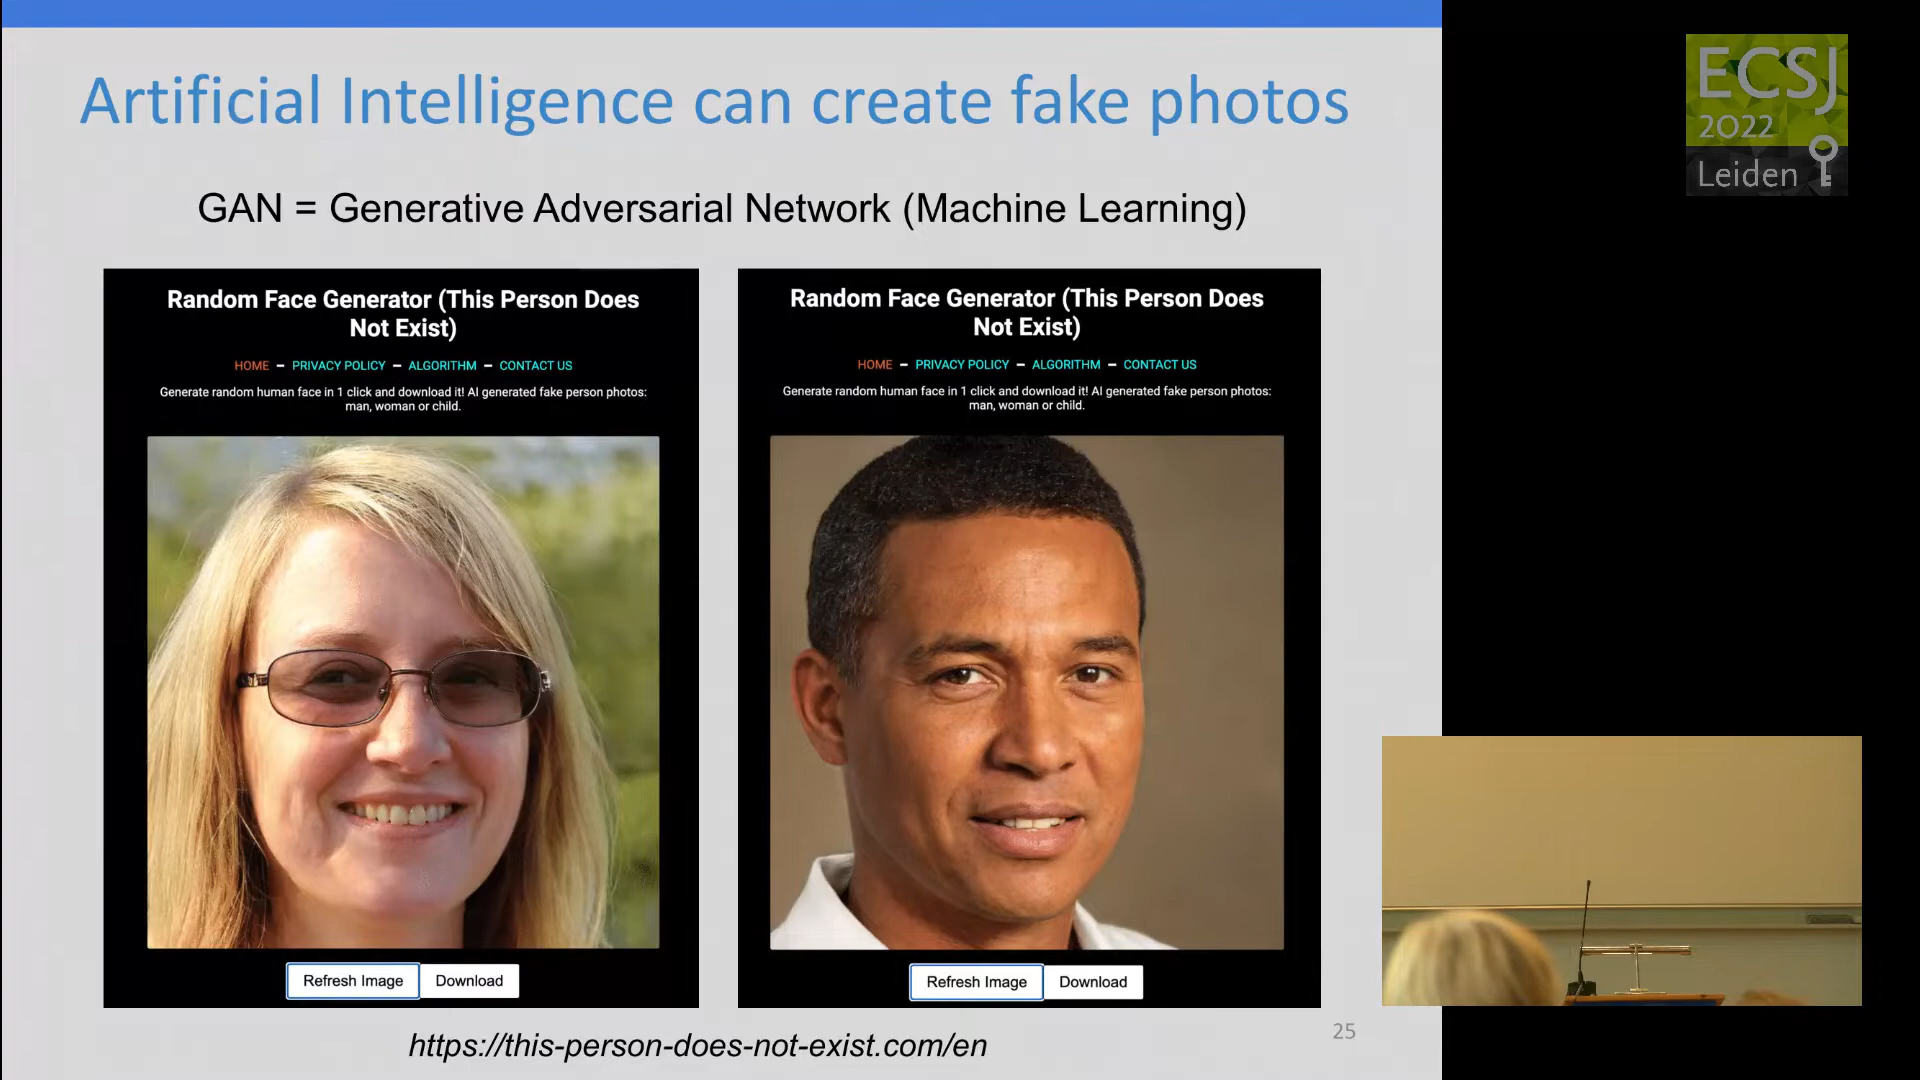 Artificial Intelligence can create fake photos
GAN = Generative Adversarial Network (Machine Learning)
Random Face Generator (This Person Does
Not Exist)
HOME – PRIVACY POLICY – ALGORITHM – CONTACT US
Generate random human face in 1 click and download it! AI generated fake person photos:
man, woman or child.
Refresh Image Download
Random Face Generator (This Person Does
Not Exist)
HOME – PRIVACY POLICY – ALGORITHM – CONTACT US
Generate random human face in 1 click and download it! AI generated fake person photos:
man, woman or child.
Refresh Image Download
https://this-person-does-not-exist.com/en
25
ECSJ
2022
Leiden